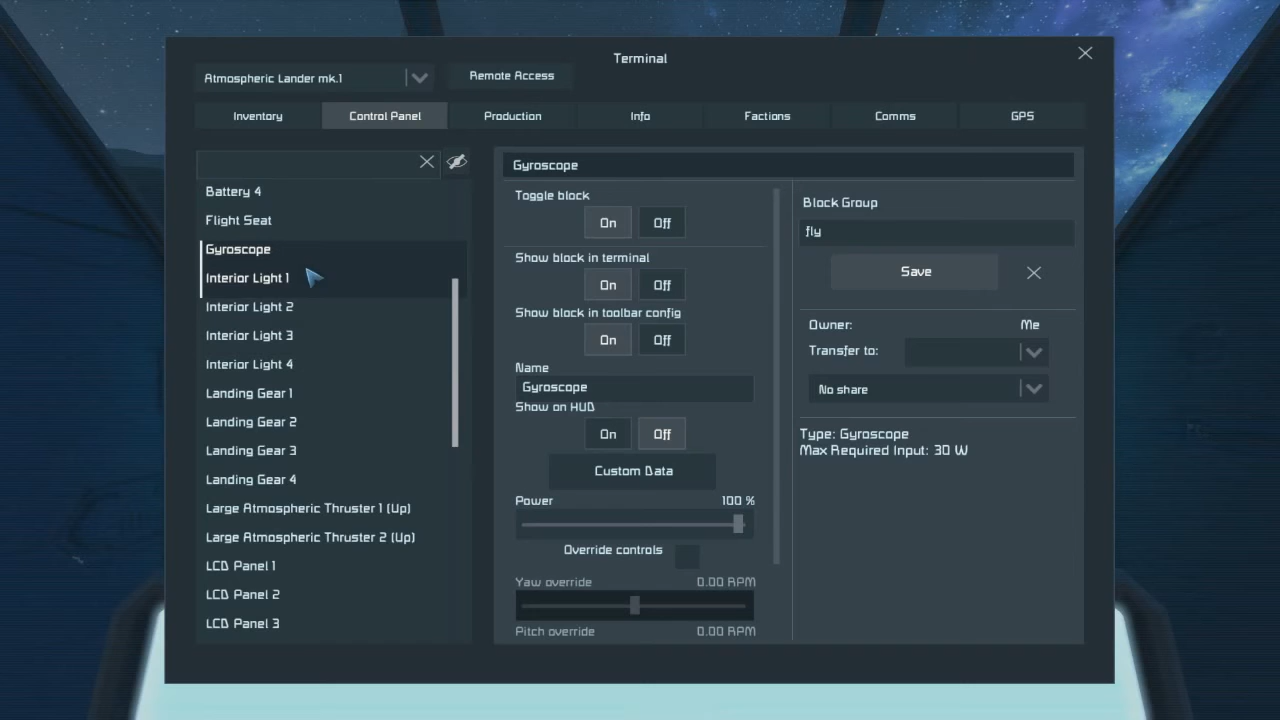 Terminal
Atmospheric Lander mk.1
Remote Access
Inventory
Control Panel
Production
Info
Factions
Comms
GPS
Battery 4
Flight Seat
Gyroscope
Interior Light 1
Interior Light 2
Interior Light 3
Interior Light 4
Landing Gear 1
Landing Gear 2
Landing Gear 3
Landing Gear 4
Large Atmospheric Thruster 1 (Up)
Large Atmospheric Thruster 2 (Up)
LCD Panel 1
LCD Panel 2
LCD Panel 3
Gyroscope
Toggle block
On Off
Show block in terminal
On Off
Show block in toolbar config
On Off
Name
Gyroscope
Show on HUD
On Off
Custom Data
Power 100 %
Override controls
Yaw override 0.00 RPM
Pitch override 0.00 RPM
Block Group
fly
Save
Owner: Me
Transfer to:
No share
Type: Gyroscope
Max Required Input: 30 W